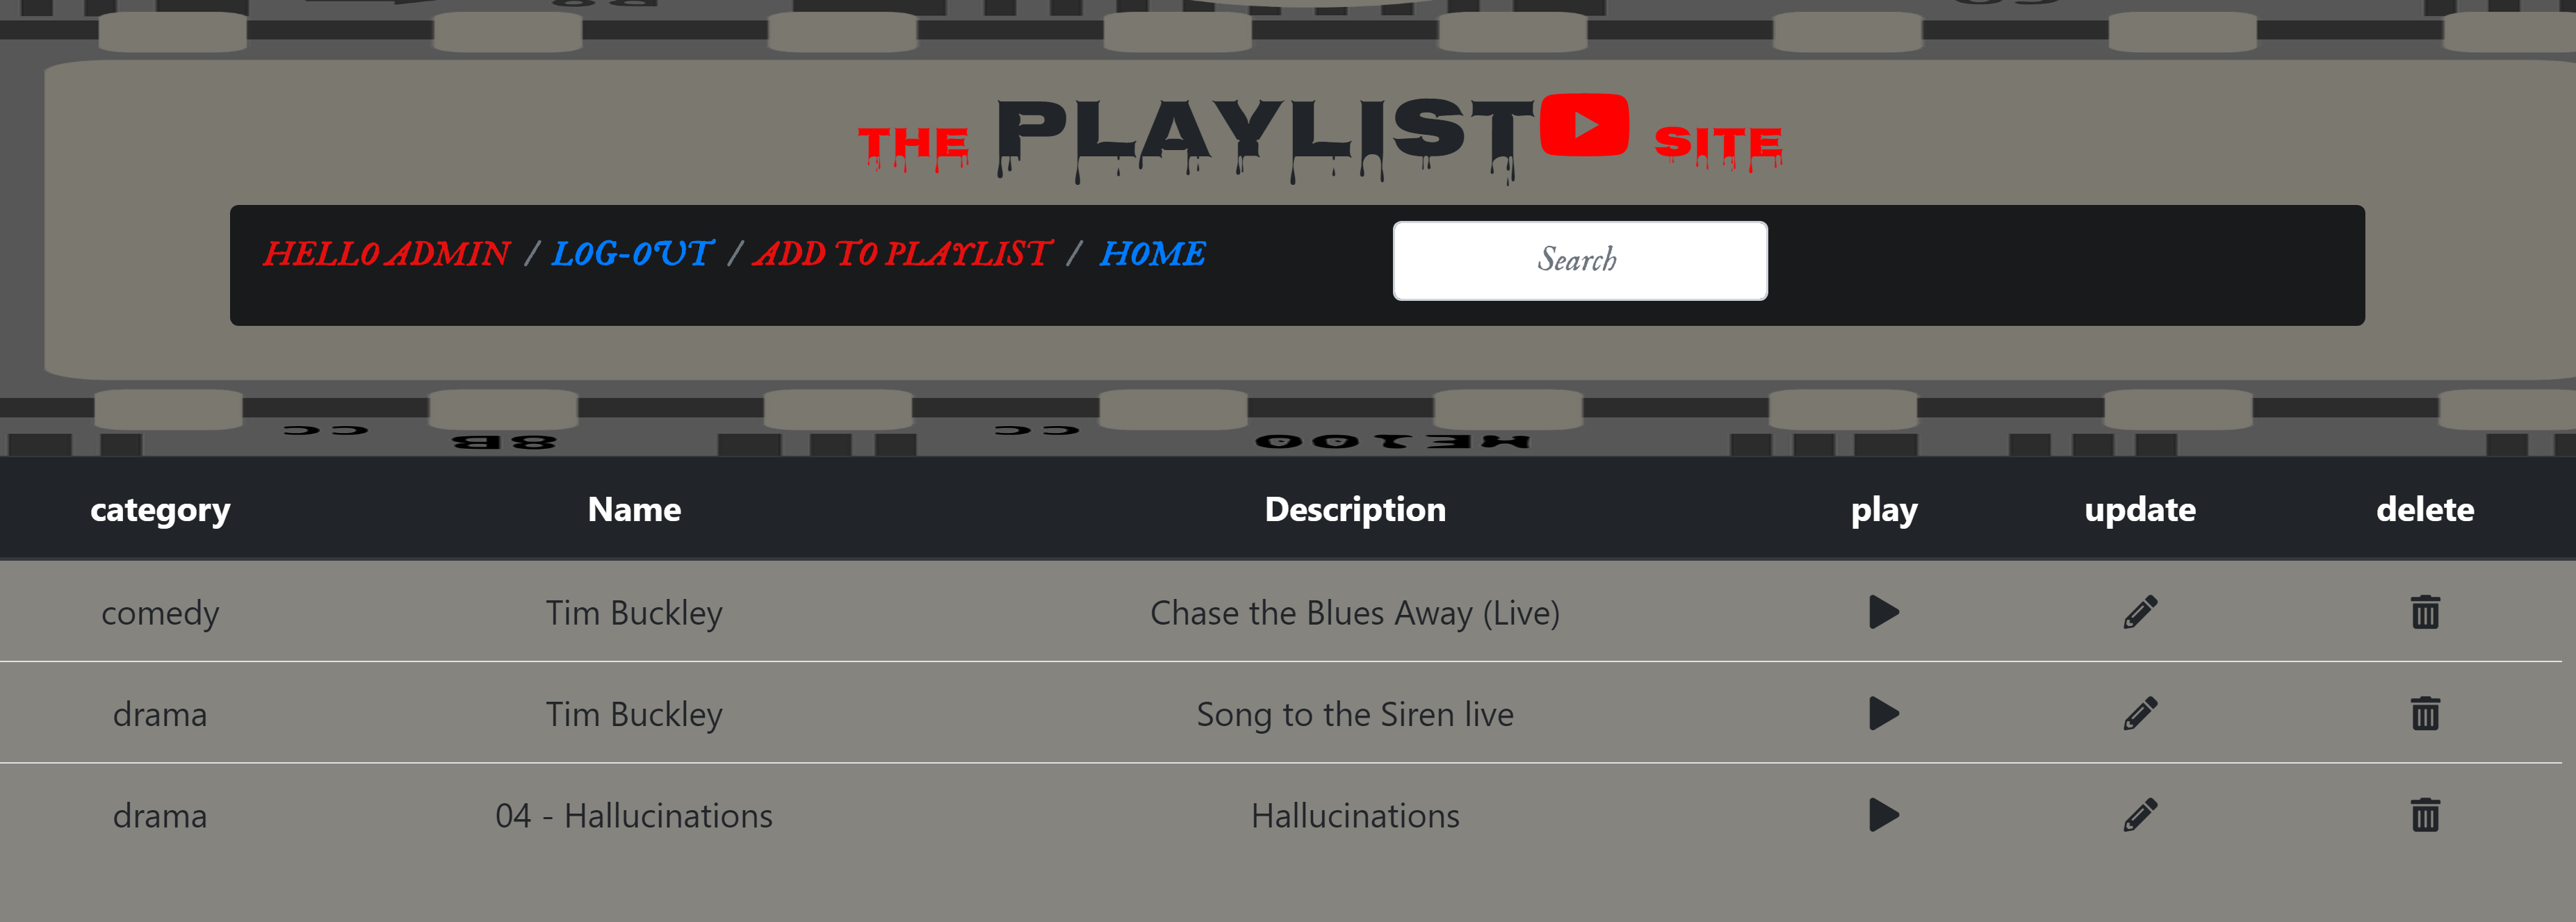 THE PLAYLIST SITE
HELLO ADMIN / LOG-OUT / ADD TO PLAYLIST / HOME Search
category Name Description play update delete
comedy Tim Buckley Chase the Blues Away (Live)
drama Tim Buckley Song to the Siren live
drama 04 - Hallucinations Hallucinations